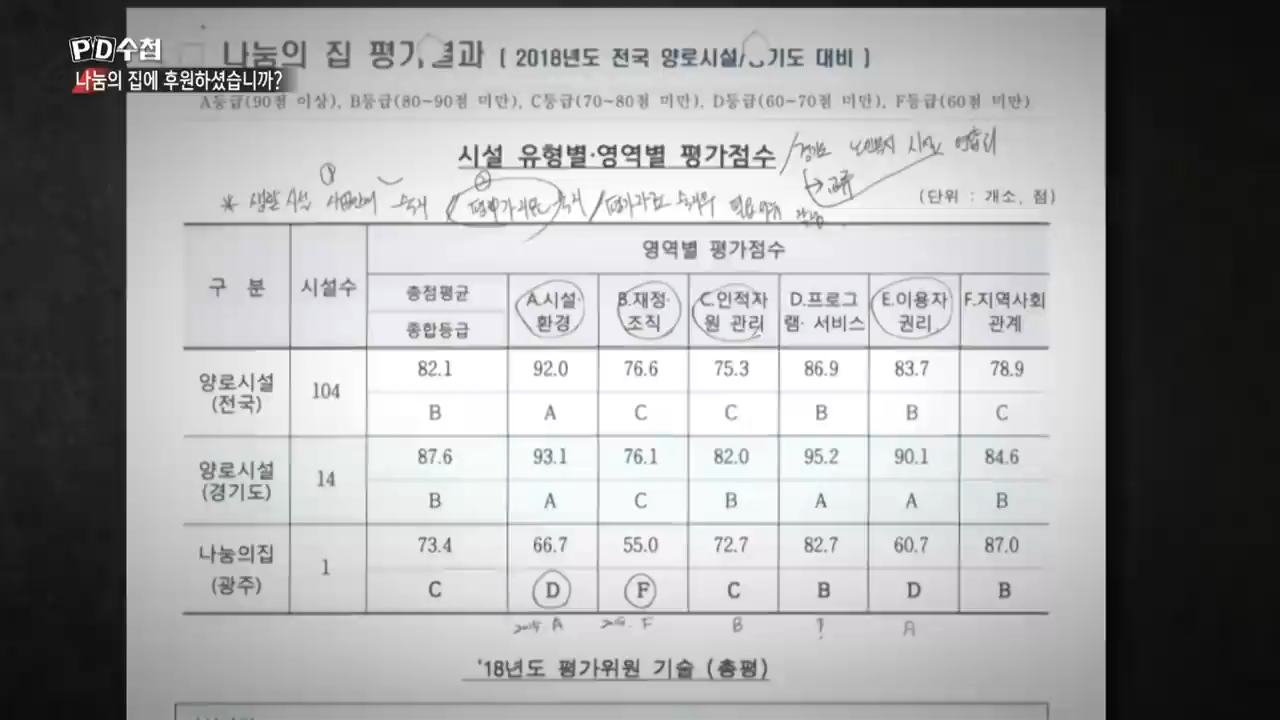 PD수첩
나눔의 집에 후원하셨습니까?
나눔의 집 평가결과 ( 2018년도 전국 양로시설/경기도 대비 )
A등급(90점 이상), B등급(80~90점 미만), C등급(70~80점 미만), D등급(60~70점 미만), F등급(60점 미만)
시설 유형별·영역별 평가점수
(단위 : 개소, 점)
구 분 시설수 영역별 평가점수
총점평균 종합등급 A.시설·환경 B.재정·조직 C.인적자원 관리 D.프로그램· 서비스 E.이용자 권리 F.지역사회 관계
양로시설 (전국) 104 82.1 92.0 76.6 75.3 86.9 83.7 78.9
B A C C B B C
양로시설 (경기도) 14 87.6 93.1 76.1 82.0 95.2 90.1 84.6
B A C B A A B
나눔의집 (광주) 1 73.4 66.7 55.0 72.7 82.7 60.7 87.0
C D F C B D B
A F B A
'18년도 평가위원 기술 (총평)